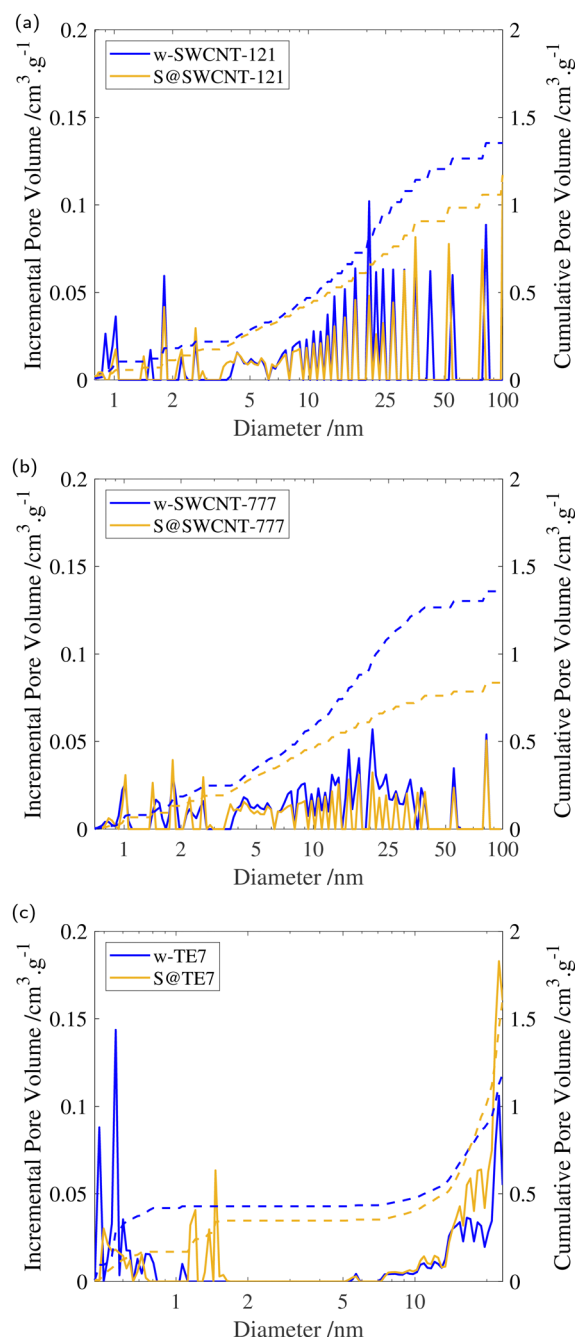 (a)
0.2
0.15
0.1
0.05
0
2
1.5
1
0.5
0
w-SWCNT-121
S@SWCNT-121
Incremental Pore Volume /cm³.g⁻¹
Cumulative Pore Volume /cm³.g⁻¹
1 2 5 10 25 50 100
Diameter /nm
(b)
0.2
0.15
0.1
0.05
0
2
1.5
1
0.5
0
w-SWCNT-777
S@SWCNT-777
Incremental Pore Volume /cm³.g⁻¹
Cumulative Pore Volume /cm³.g⁻¹
1 2 5 10 25 50 100
Diameter /nm
(c)
0.2
0.15
0.1
0.05
0
2
1.5
1
0.5
0
w-TE7
S@TE7
Incremental Pore Volume /cm³.g⁻¹
Cumulative Pore Volume /cm³.g⁻¹
1 2 5 10
Diameter /nm